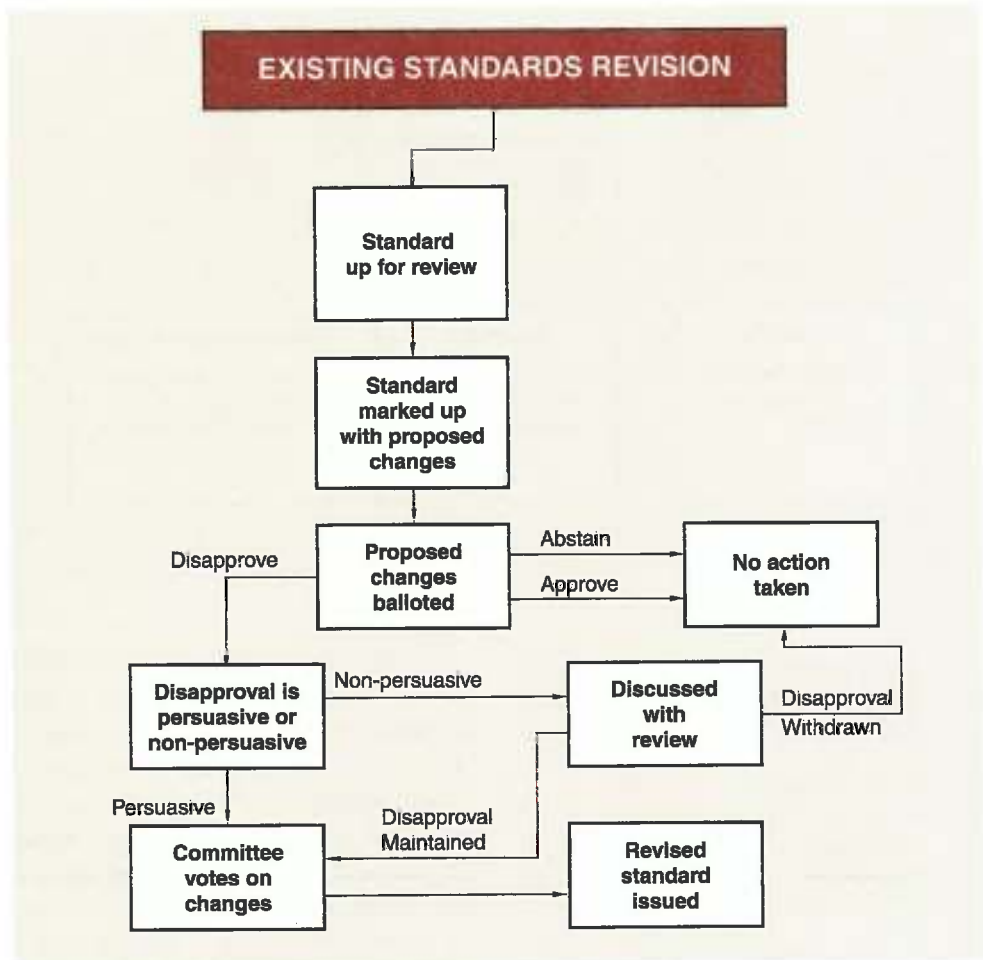 EXISTING STANDARDS REVISION
Standard
up for review
Standard
marked up
with proposed
changes
Proposed
changes
balloted
Abstain
Approve
No action
taken
Disapprove
Disapproval is
persuasive or
non-persuasive
Non-persuasive
Discussed
with
review
Disapproval
Withdrawn
Persuasive
Disapproval
Maintained
Committee
votes on
changes
Revised
standard
issued